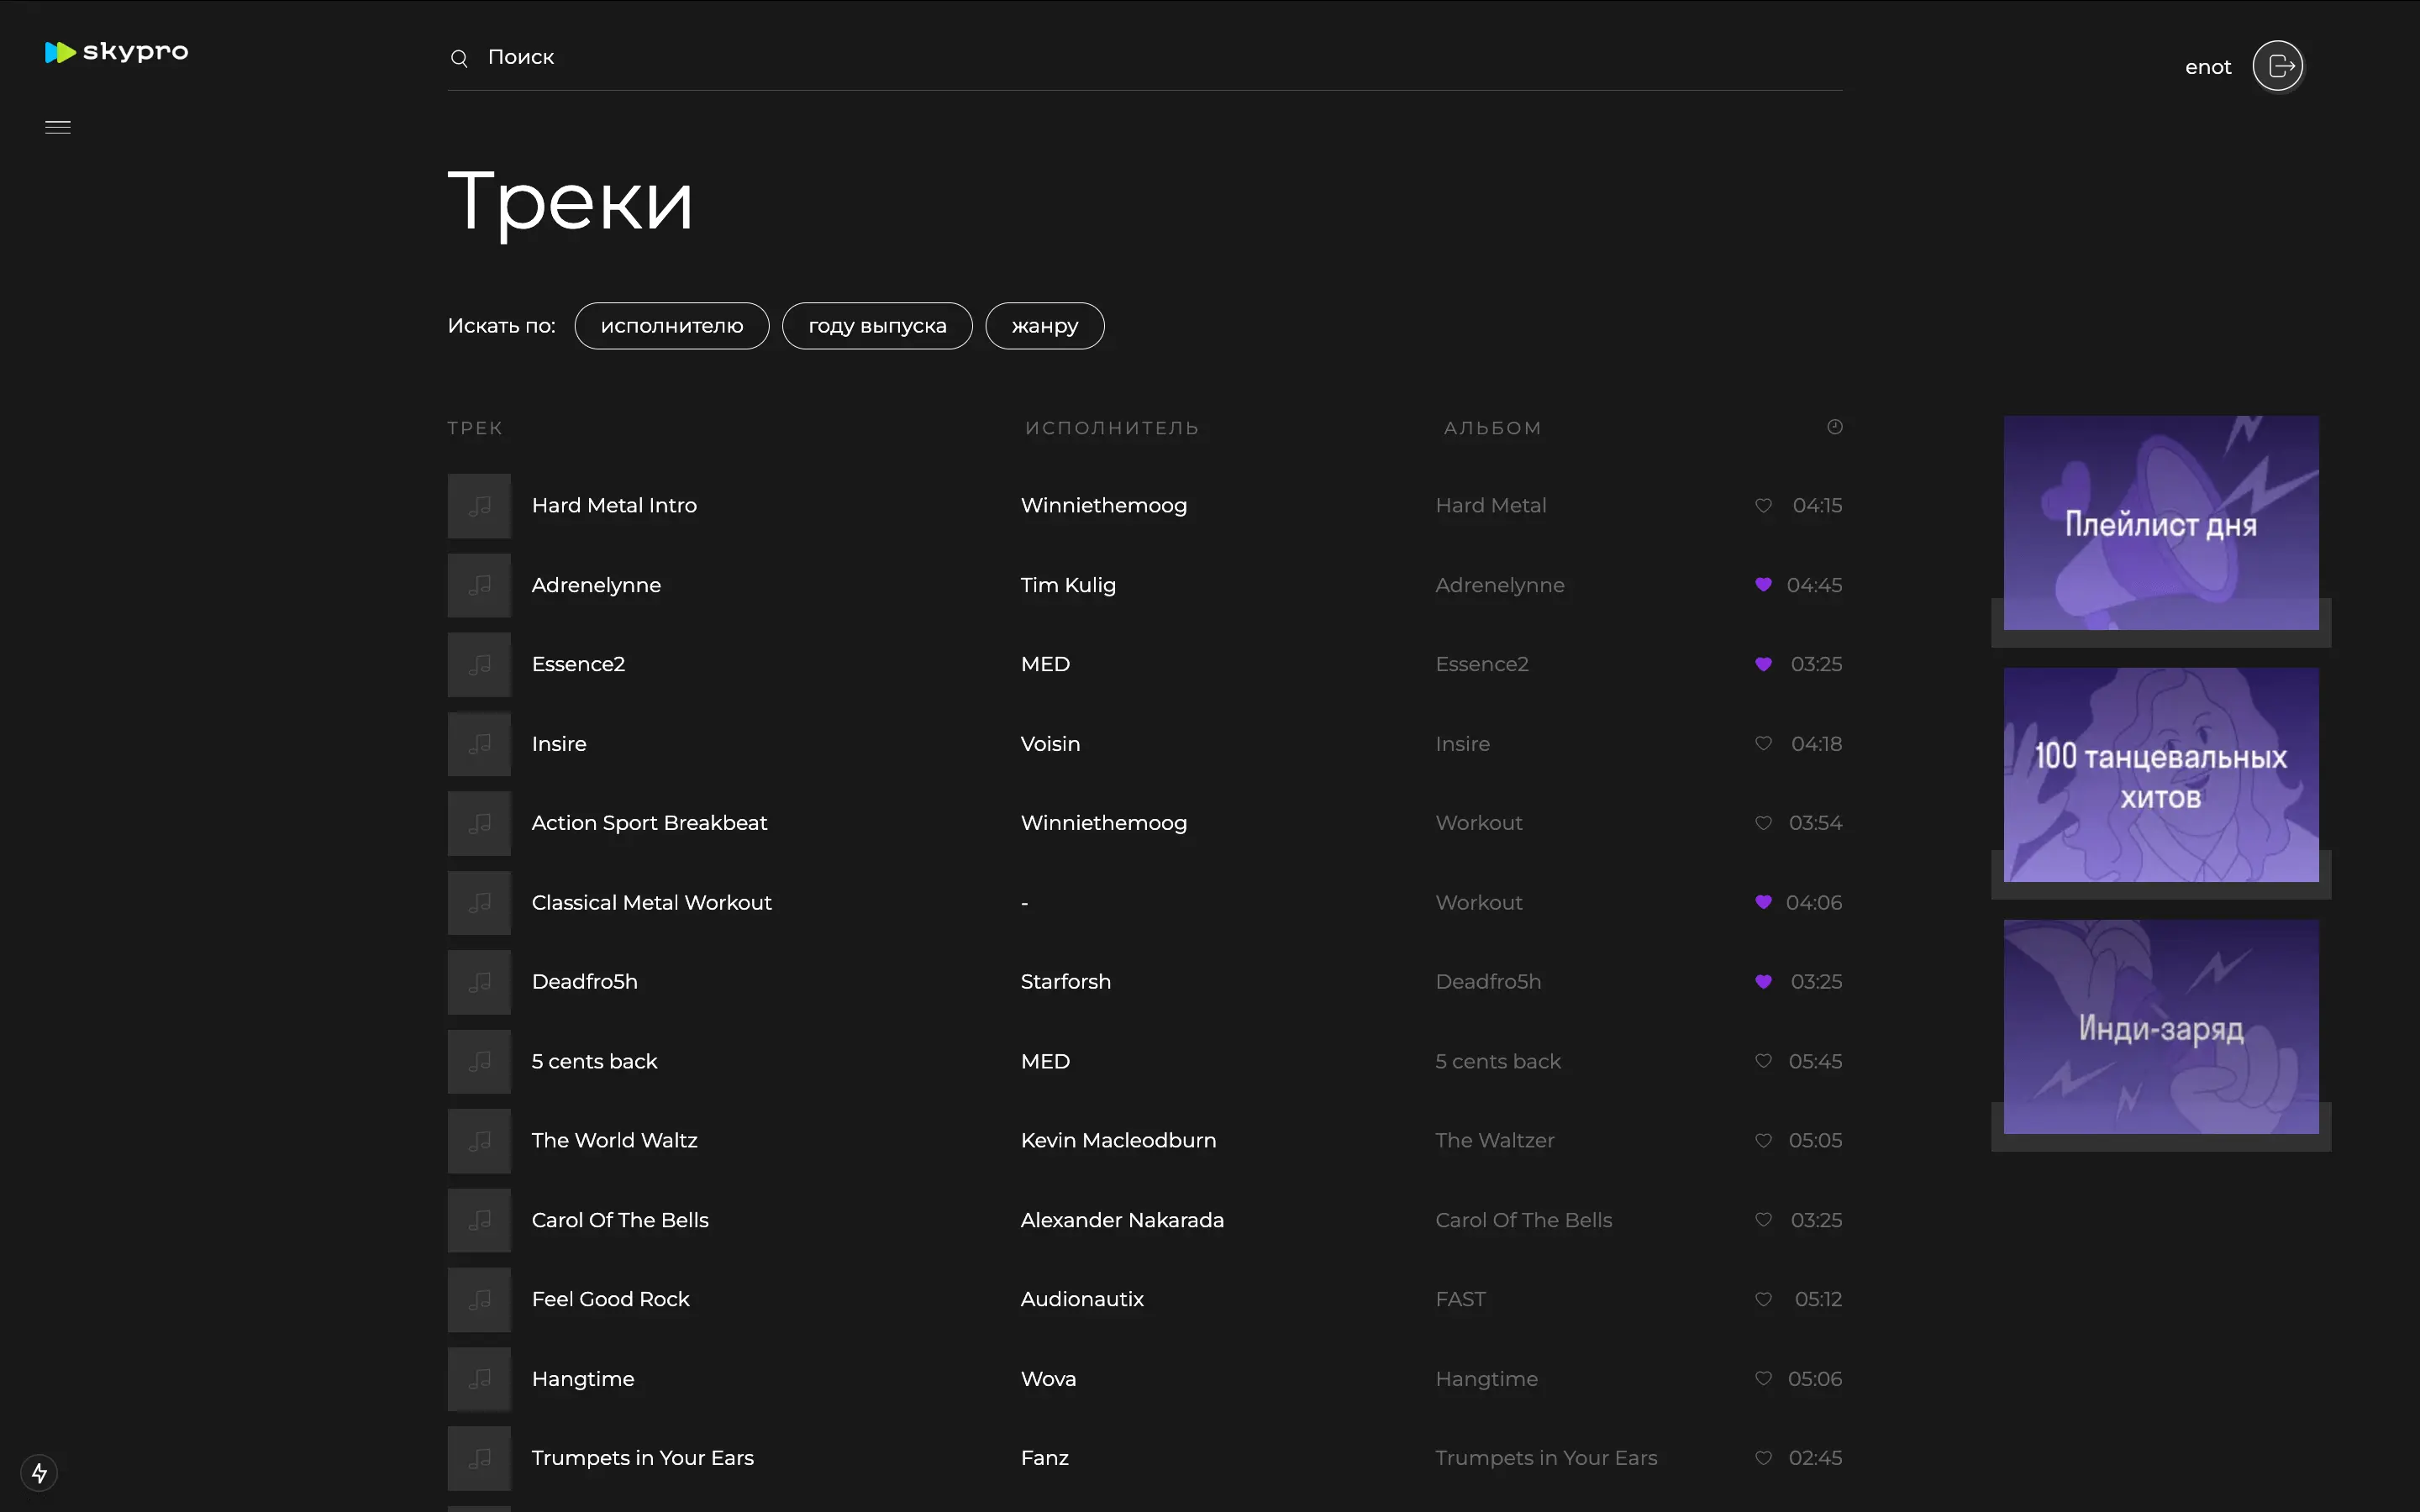 skypro
Поиск
enot
Треки
Искать по: исполнителю году выпуска жанру
ТРЕК ИСПОЛНИТЕЛЬ АЛЬБОМ
Hard Metal Intro Winniethemoog Hard Metal 04:15
Adrenelynne Tim Kulig Adrenelynne 04:45
Essence2 MED Essence2 03:25
Insire Voisin Insire 04:18
Action Sport Breakbeat Winniethemoog Workout 03:54
Classical Metal Workout - Workout 04:06
Deadfro5h Starforsh Deadfro5h 03:25
5 cents back MED 5 cents back 05:45
The World Waltz Kevin Macleodburn The Waltzer 05:05
Carol Of The Bells Alexander Nakarada Carol Of The Bells 03:25
Feel Good Rock Audionautix FAST 05:12
Hangtime Wova Hangtime 05:06
Trumpets in Your Ears Fanz Trumpets in Your Ears 02:45
Плейлист дня
100 танцевальных
хитов
Инди-заряд